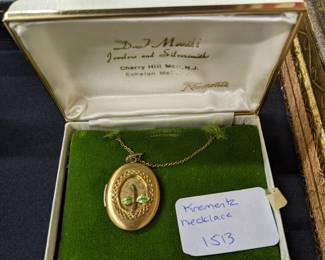 Jewelers and Silversmiths
Cherry Hill Mall, N.J.
Krementz
Krementz
necklace
1513